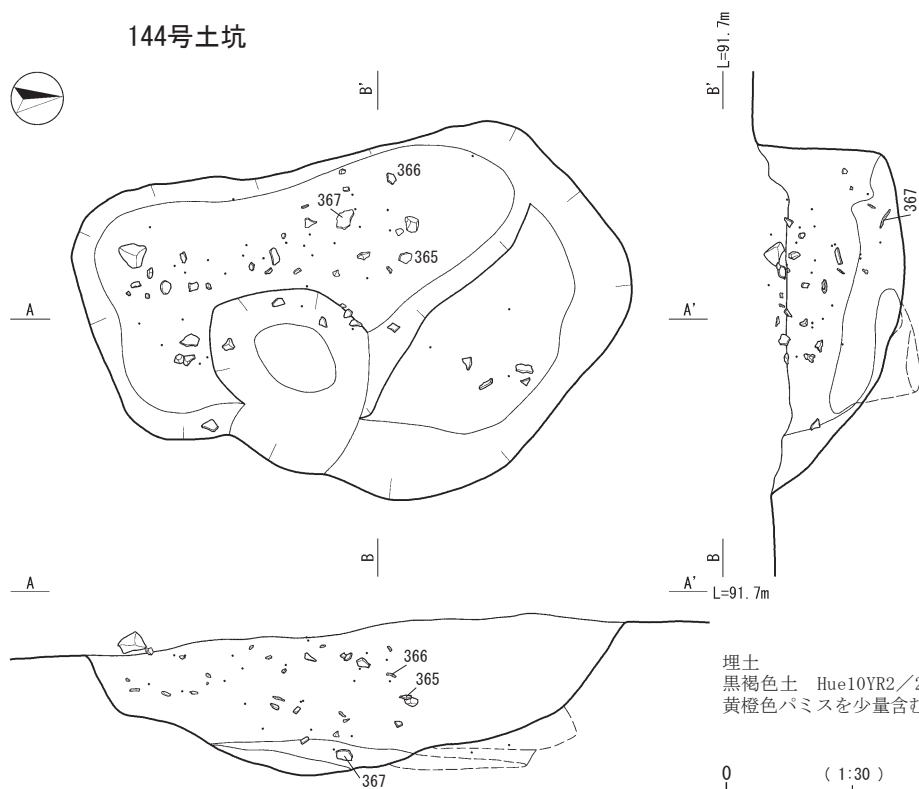 144号土坑
B'
366
367
365
A
A'
B
L=91.7m
B'
367
B
A
A'
L=91.7m
366
365
367
埋土
黒褐色土 Hue10YR2／2
黄橙色パミスを少量含む
0
(1:30)